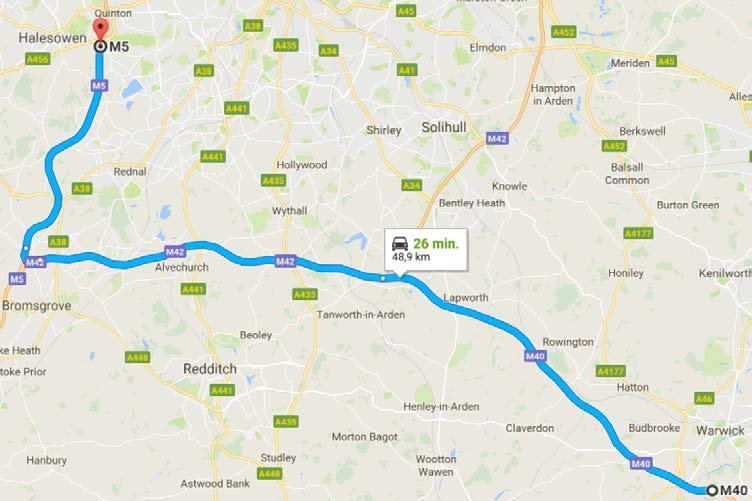 Quinton
Halesowen
M5
A456
A38
A45
Marston Green
A435
A34
Elmdon
A452
Meriden
A45
M5
A38
A435
A41
Hampton
in Arden
Alles
A441
Shirley
Solihull
M42
Berkswell
A452
Rednal
A441
Hollywood
Balsall
Common
A38
A435
A34
Knowle
Wythall
Bentley Heath
Burton Green
A4177
A38
26 min.
48,9 km
M42
M42
M42
Alvechurch
M5
Honiley
Kenilworth
A441
A435
Lapworth
Bromsgrove
Tanworth-in-Arden
Beoley
Rowington
M40
ke Heath
A448
toke Prior
Redditch
A4177
Hatton
A441
A46
Henley-in-Arden
A435
Claverdon
Budbrooke
Warwick
Morton Bagot
Hanbury
Studley
A448
Wootton
Wawen
M40
Astwood Bank
M40